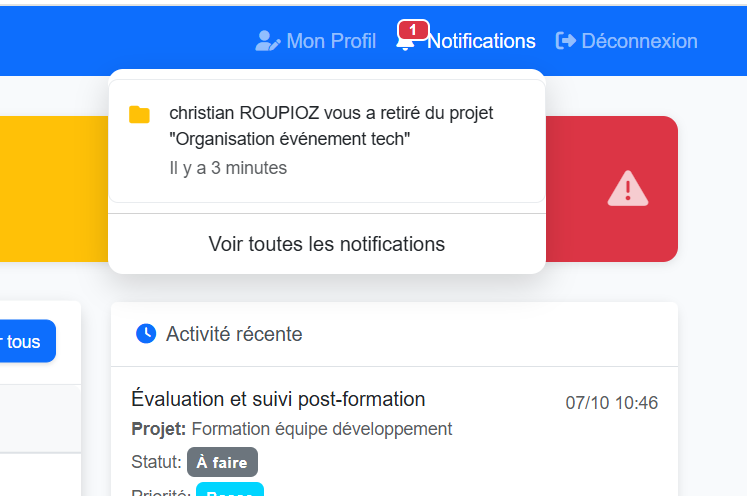 Mon Profil
1
Notifications
Déconnexion
christian ROUPIOZ vous a retiré du projet
"Organisation événement tech"
Il y a 3 minutes
Voir toutes les notifications
tous
Activité récente
Évaluation et suivi post-formation
07/10 10:46
Projet: Formation équipe développement
Statut: À faire
Priorité: Basse